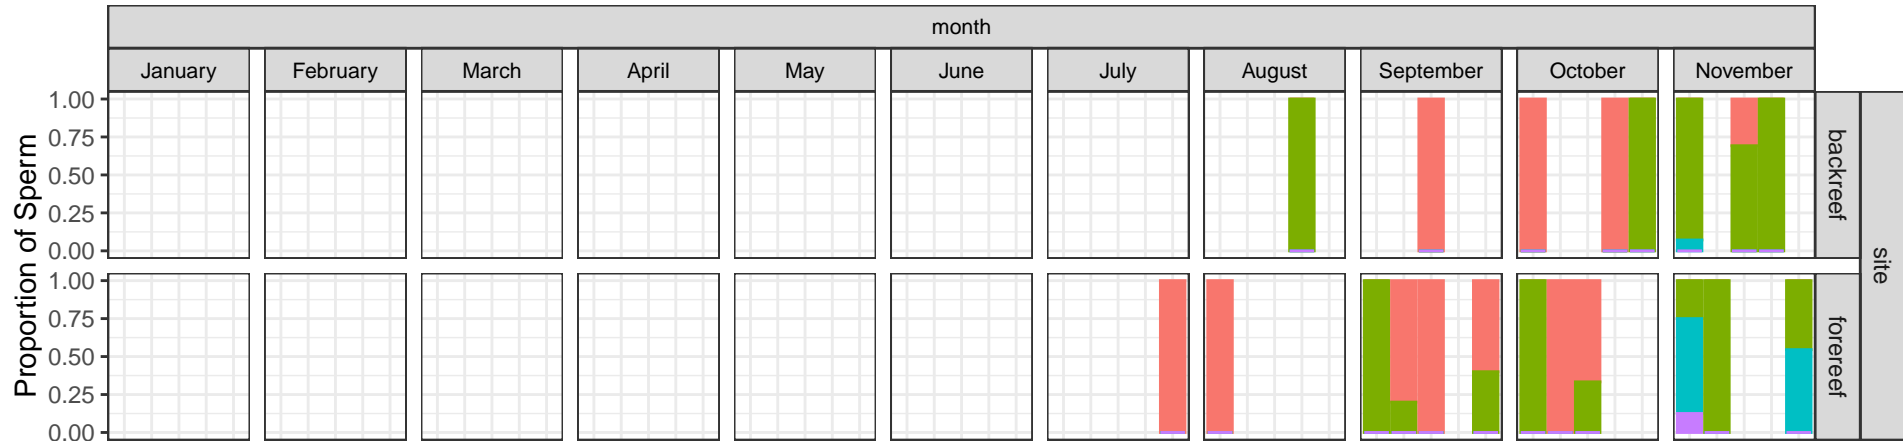 month
January February March April May June July August September October November
Proportion of Sperm
1.00
0.75
0.50
0.25
0.00
backreef
1.00
0.75
0.50
0.25
0.00
forereef
site